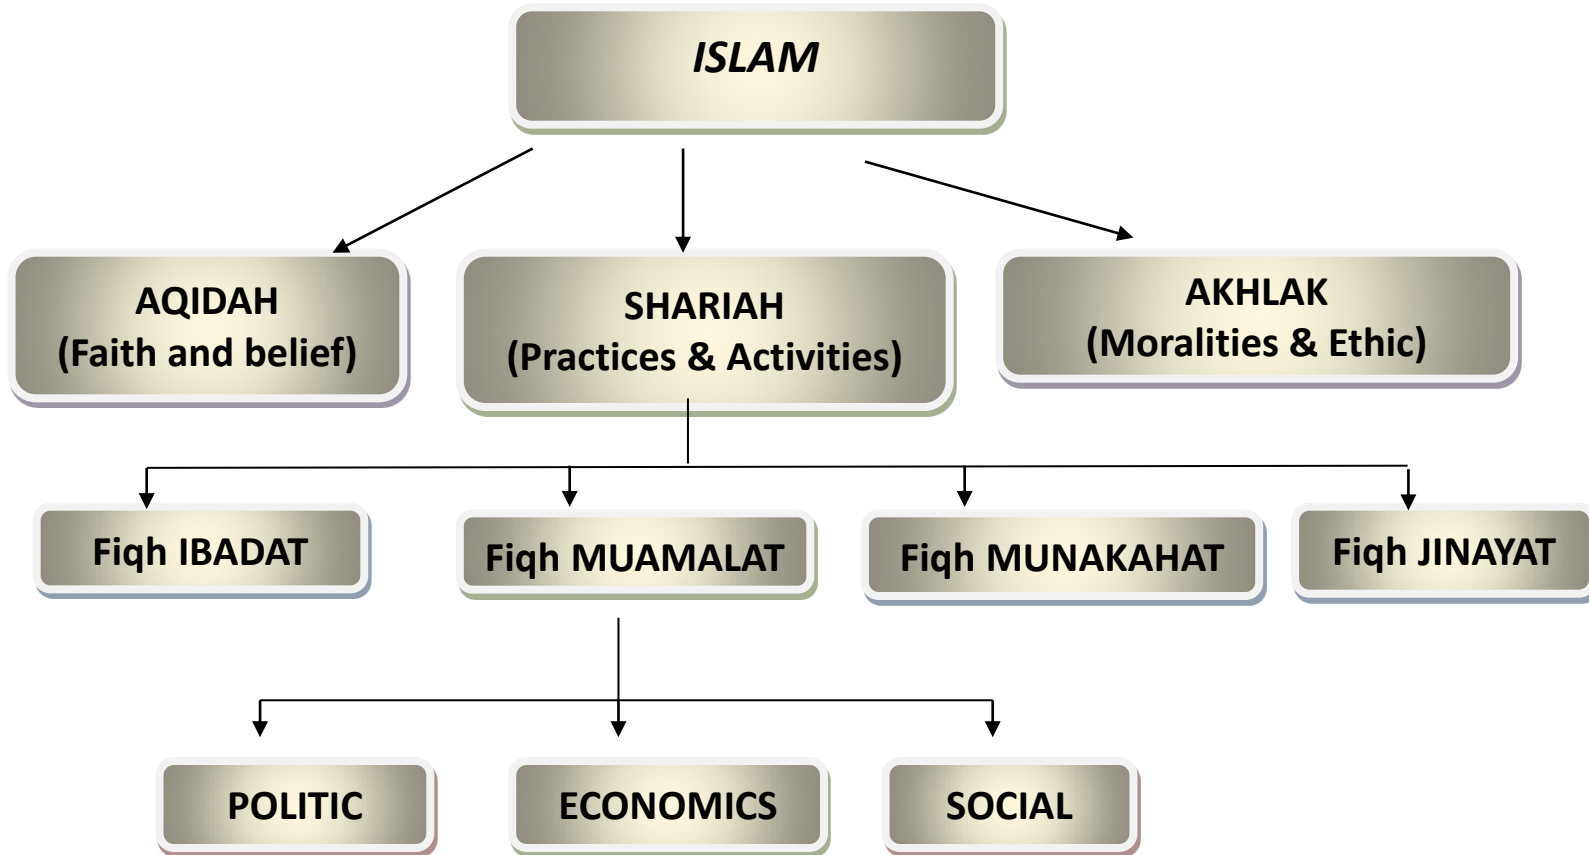 ISLAM
AQIDAH
(Faith and belief)
SHARIAH
(Practices & Activities)
AKHLAK
(Moralities & Ethic)
Fiqh IBADAT
Fiqh MUAMALAT
Fiqh MUNAKAHAT
Fiqh JINAYAT
POLITIC
ECONOMICS
SOCIAL